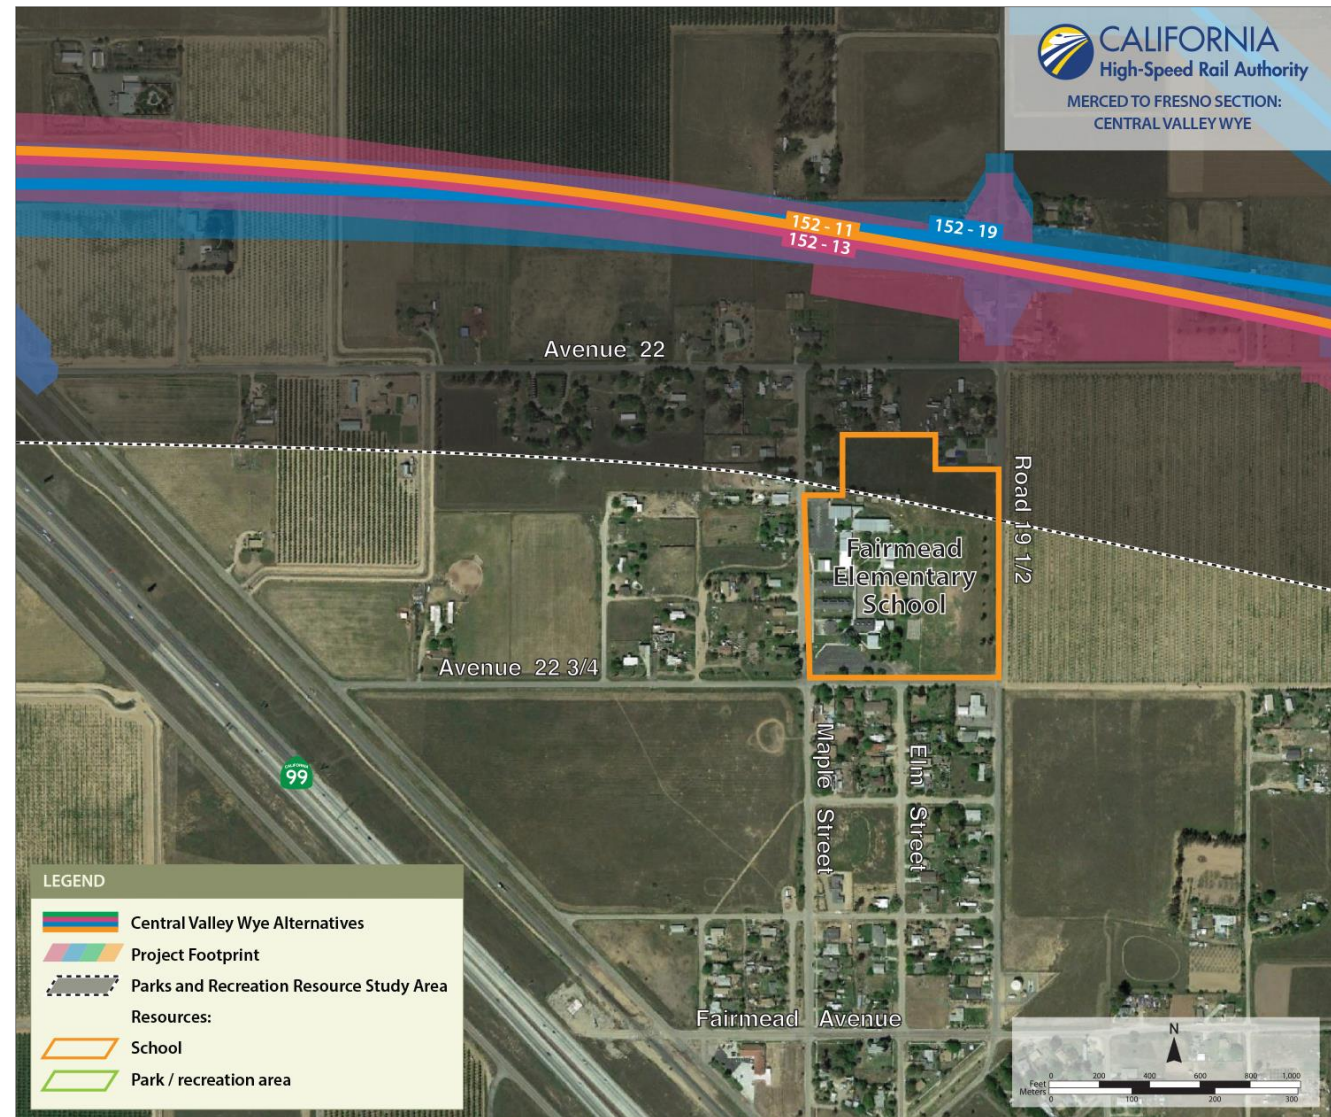 CALIFORNIA
High-Speed Rail Authority
MERCED TO FRESNO SECTION:
CENTRAL VALLEY WYE
152 - 11
152 - 19
152 - 13
Avenue 22
Road 19 1/2
Fairmead
Elementary
School
Avenue 22 3/4
Maple Street
Elm Street
CALIFORNIA
99
LEGEND
Central Valley Wye Alternatives
Project Footprint
Parks and Recreation Resource Study Area
Resources:
School
Park / recreation area
Fairmead Avenue
N
0 200 400 600 800 1,000
Feet
Meters
0 100 200 300